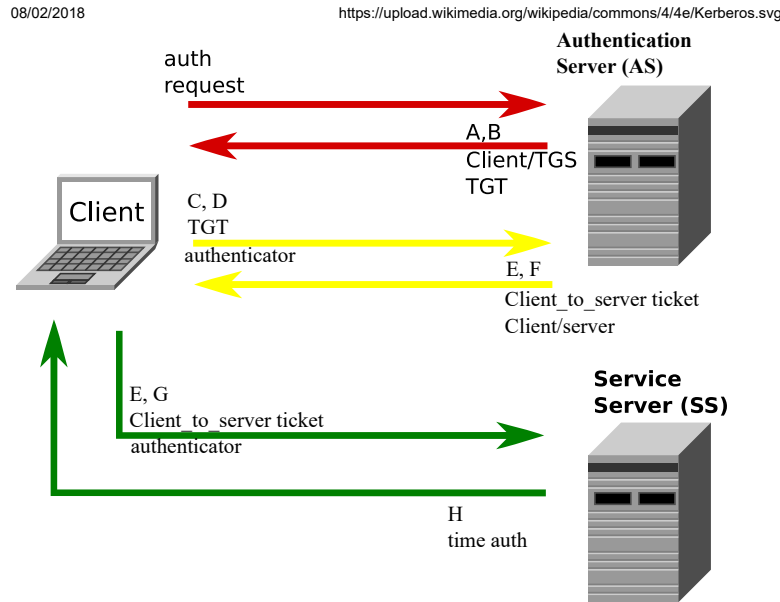 08/02/2018
https://upload.wikimedia.org/wikipedia/commons/4/4e/Kerberos.svg
Authentication
Server (AS)
auth
request
A,B
Client/TGS
TGT
Client
C, D
TGT
authenticator
E, F
Client_to_server ticket
Client/server
Service
Server (SS)
E, G
Client_to_server ticket
authenticator
H
time auth